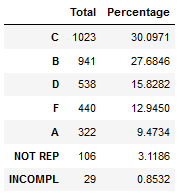 Total Percentage
C 1023 30.0971
B 941 27.6846
D 538 15.8282
F 440 12.9450
A 322 9.4734
NOT REP 106 3.1186
INCOMPL 29 0.8532